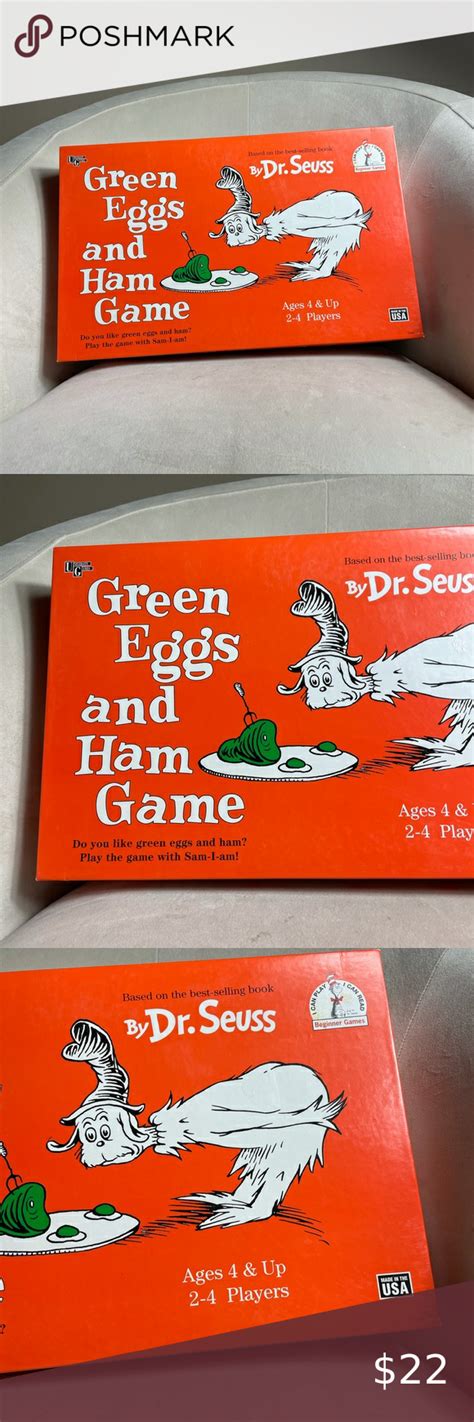 POSHMARK
Based on the best-selling book
By Dr. Seuss
Green
Eggs
and
Ham
Game
Beginner Games
Ages 4 & Up
2-4 Players
MADE IN THE
USA
Do you like green eggs and ham?
Play the game with Sam-I-am!
UG
Based on the best-selling bo
By Dr. Seus
Green
Eggs
and
Ham
Game
Ages 4 &
2-4 Play
Do you like green eggs and ham?
Play the game with Sam-I-am!
Based on the best-selling book
By Dr. Seuss
I CAN PLAY I CAN READ
Beginner Games
Ages 4 & Up
2-4 Players
MADE IN THE
USA
e
?
$22